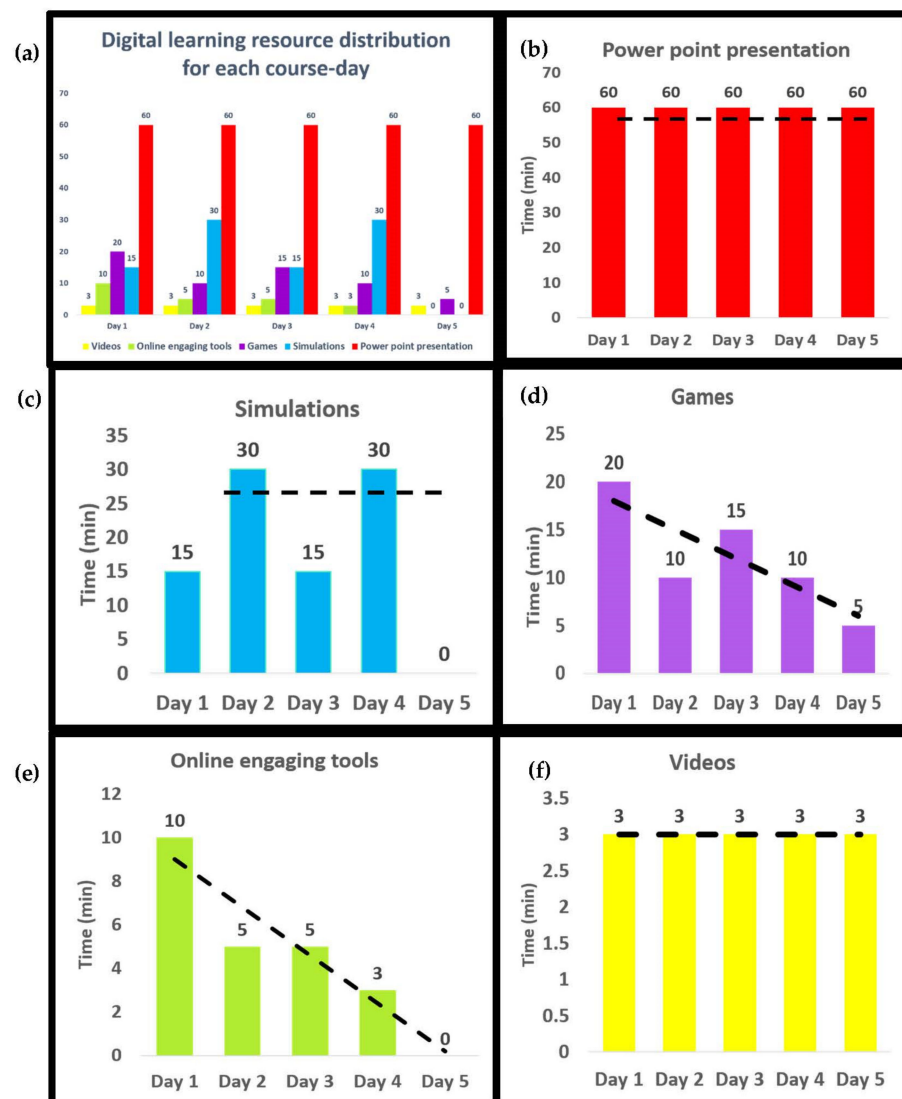 (a)
Digital learning resource distribution
for each course-day
70
60
50
40
30
20
10
0
3 10 20 15 60
3 5 10 30 60
3 5 15 15 60
3 3 10 30 60
3 0 5 0 60
Day 1 Day 2 Day 3 Day 4 Day 5
Videos Online engaging tools Games Simulations Power point presentation
(b)
Power point presentation
Time (min)
70
60
50
40
30
20
10
0
60 60 60 60 60
Day 1 Day 2 Day 3 Day 4 Day 5
(c)
Simulations
Time (min)
35
30
25
20
15
10
5
0
15 30 15 30 0
Day 1 Day 2 Day 3 Day 4 Day 5
(d)
Games
Time (min)
25
20
15
10
5
0
20 10 15 10 5
Day 1 Day 2 Day 3 Day 4 Day 5
(e)
Online engaging tools
Time (min)
12
10
8
6
4
2
0
10 5 5 3 0
Day 1 Day 2 Day 3 Day 4 Day 5
(f)
Videos
Time (min)
3.5
3
2.5
2
1.5
1
0.5
0
3 3 3 3 3
Day 1 Day 2 Day 3 Day 4 Day 5